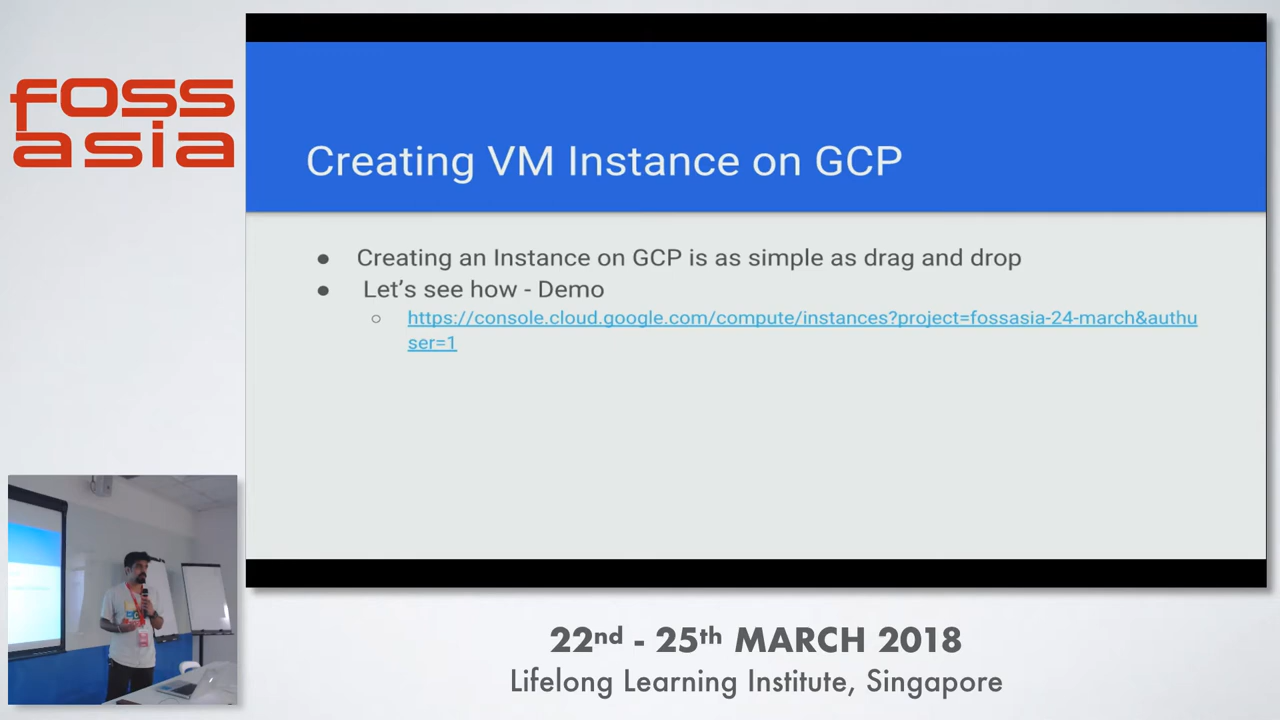 foss
asia
Creating VM Instance on GCP
● Creating an Instance on GCP is as simple as drag and drop
● Let's see how - Demo
○ https://console.cloud.google.com/compute/instances?project=fossasia-24-march&authu
ser=1
22nd - 25th MARCH 2018
Lifelong Learning Institute, Singapore